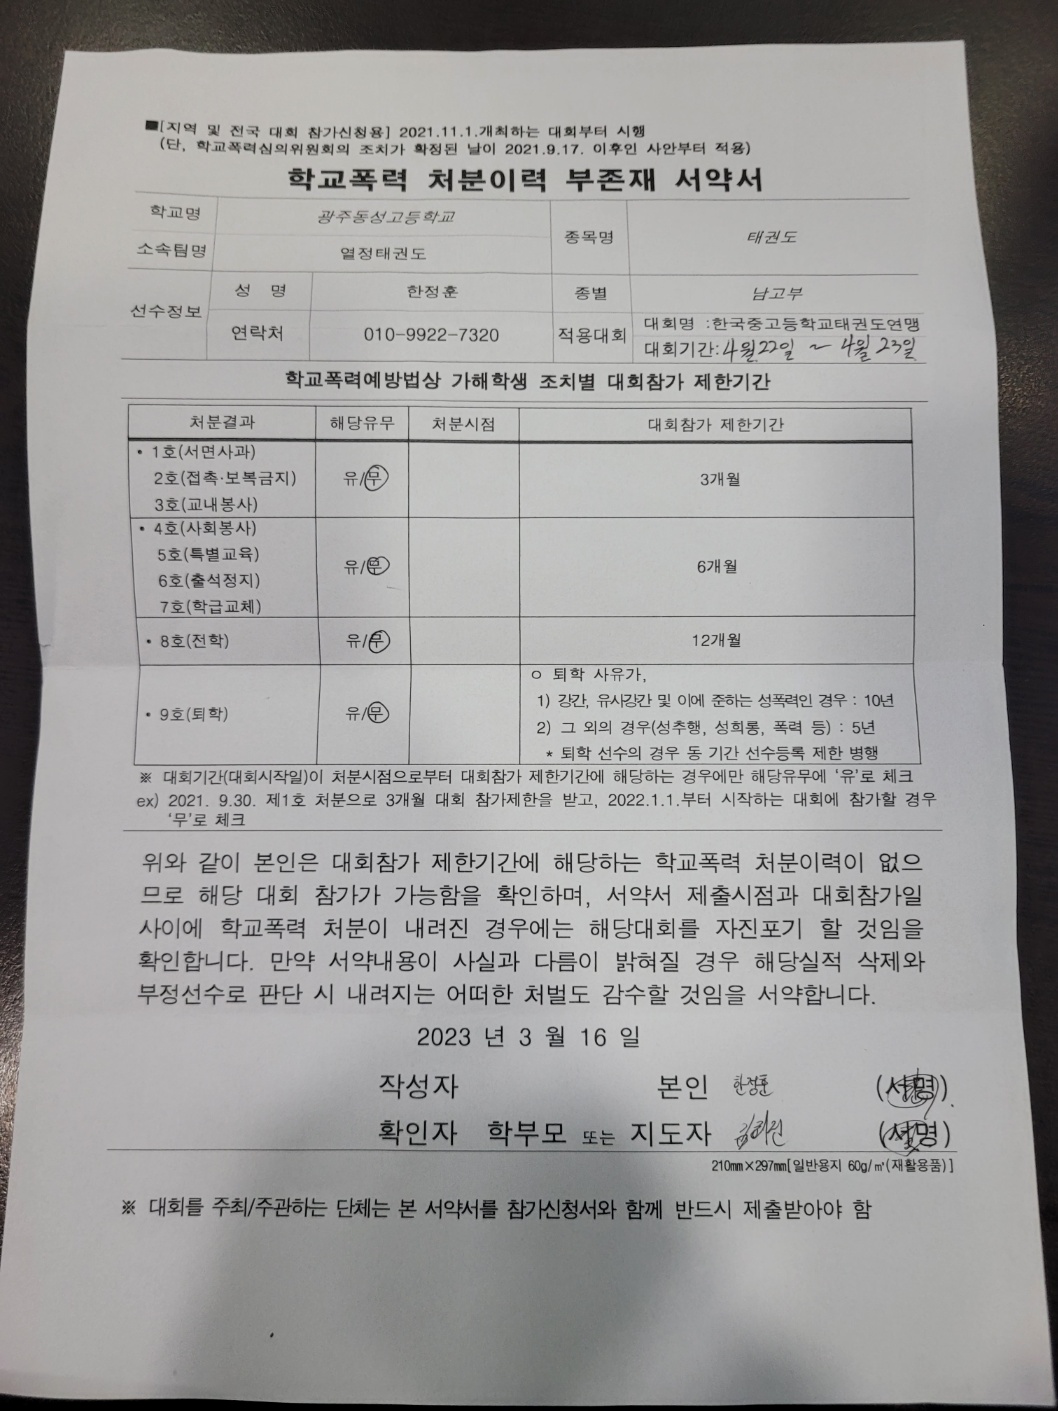 ■[지역 및 전국 대회 참가신청용] 2021.11.1.개최하는 대회부터 시행
(단, 학교폭력심의위원회의 조치가 확정된 날이 2021.9.17. 이후인 사안부터 적용)
학교폭력 처분이력 부존재 서약서
학교명 광주동성고등학교 종목명 태권도
소속팀명 열정태권도
선수정보 성 명 한정훈 종별 남고부
연락처 010-9922-7320 적용대회 대회명 :한국중고등학교태권도연맹
대회기간:4월22일 ~ 4월 23일
학교폭력예방법상 가해학생 조치별 대회참가 제한기간
처분결과 해당유무 처분시점 대회참가 제한기간
• 1호(서면사과)
2호(접촉·보복금지) 유/무 3개월
3호(교내봉사)
• 4호(사회봉사)
5호(특별교육) 유/무 6개월
6호(출석정지)
7호(학급교체)
• 8호(전학) 유/무 12개월
• 9호(퇴학) 유/무
ㅇ 퇴학 사유가,
1) 강간, 유사강간 및 이에 준하는 성폭력인 경우 : 10년
2) 그 외의 경우(성추행, 성희롱, 폭력 등) : 5년
* 퇴학 선수의 경우 동 기간 선수등록 제한 병행
※ 대회기간(대회시작일)이 처분시점으로부터 대회참가 제한기간에 해당하는 경우에만 해당유무에 '유'로 체크
ex) 2021. 9.30. 제1호 처분으로 3개월 대회 참가제한을 받고, 2022.1.1.부터 시작하는 대회에 참가할 경우
'무'로 체크
위와 같이 본인은 대회참가 제한기간에 해당하는 학교폭력 처분이력이 없으
므로 해당 대회 참가가 가능함을 확인하며, 서약서 제출시점과 대회참가일
사이에 학교폭력 처분이 내려진 경우에는 해당대회를 자진포기 할 것임을
확인합니다. 만약 서약내용이 사실과 다름이 밝혀질 경우 해당실적 삭제와
부정선수로 판단 시 내려지는 어떠한 처벌도 감수할 것임을 서약합니다.
2023 년 3 월 16 일
작성자 본인 한정훈 (서명)
확인자 학부모 또는 지도자 (서명)
210㎜×297㎜[일반용지 60g/㎡(재활용품)]
※ 대회를 주최/주관하는 단체는 본 서약서를 참가신청서와 함께 반드시 제출받아야 함